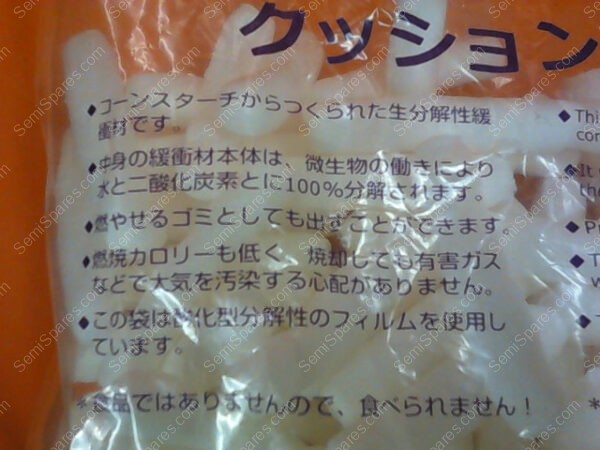 クッション
♦コーンスターチからつくられた生分解性緩
衝材です。
♦中身の緩衝材本体は、微生物の働きにより
水と二酸化炭素とに100%分解されます。
♦燃やせるゴミとしても出すことができます。
♦燃焼カロリーも低く、焼却しても有害ガス
などで大気を汚染する心配がありません。
♦この袋は酸化型分解性のフィルムを使用し
ています。
*食品ではありませんので、食べられません!
♦ Thi
con
♦ It
the
♦ P
♦ T
w
♦ T
*
SemiSpares.com